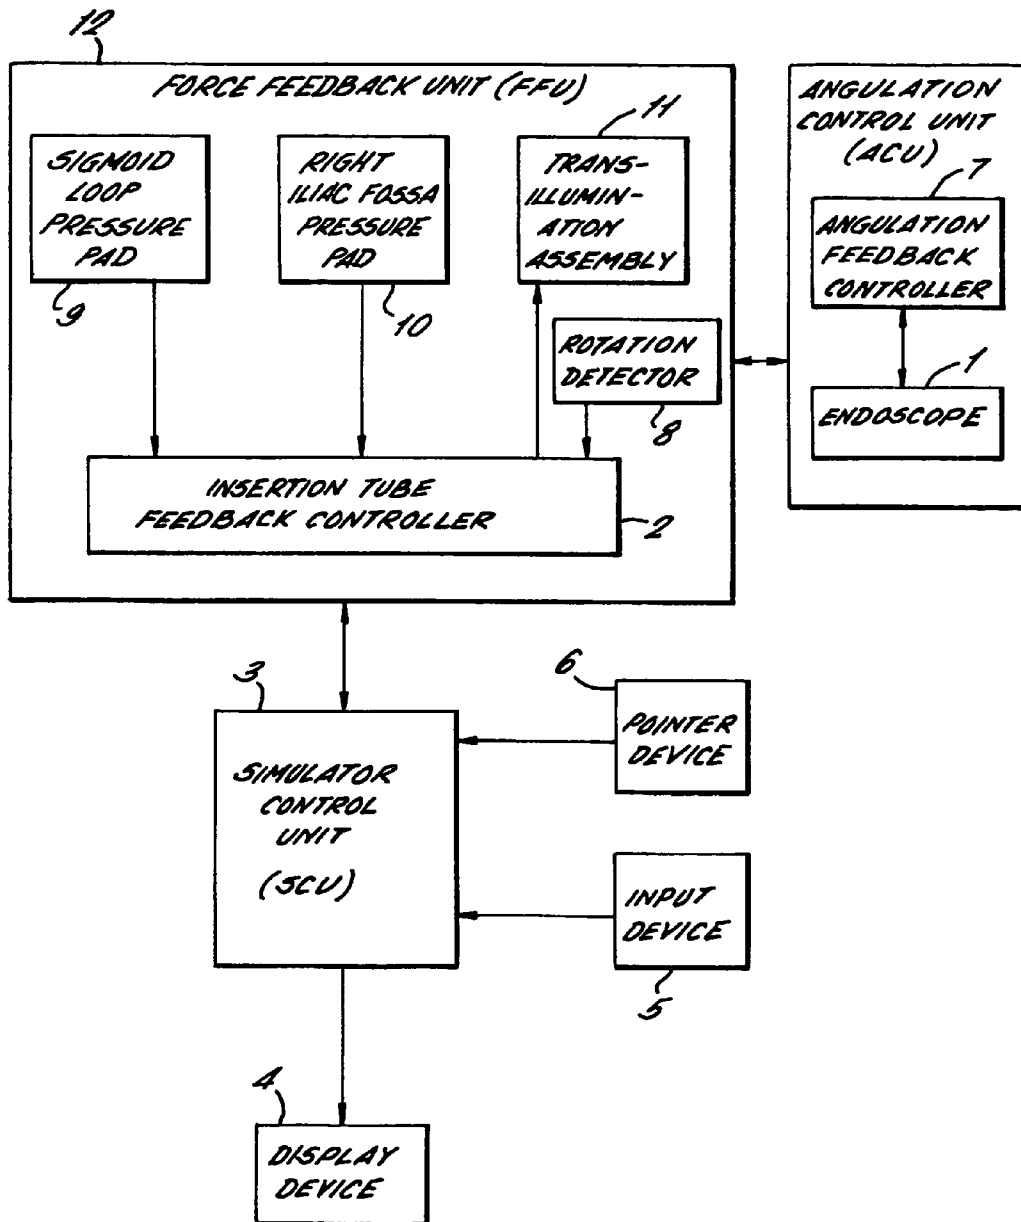 12
FORCE FEEDBACK UNIT (FFU)
SIGMOID
LOOP
PRESSURE
PAD
9
RIGHT
ILIAC FOSSA
PRESSURE
PAD
10
11
TRANS-
ILLUMIN-
ATION
ASSEMBLY
ROTATION
DETECTOR
8
INSERTION TUBE
FEEDBACK CONTROLLER
2
ANGULATION
CONTROL UNIT
(ACU)
7
ANGULATION
FEEDBACK
CONTROLLER
1
ENDOSCOPE
3
SIMULATOR
CONTROL
UNIT
(SCU)
6
POINTER
DEVICE
INPUT
DEVICE
5
4
DISPLAY
DEVICE